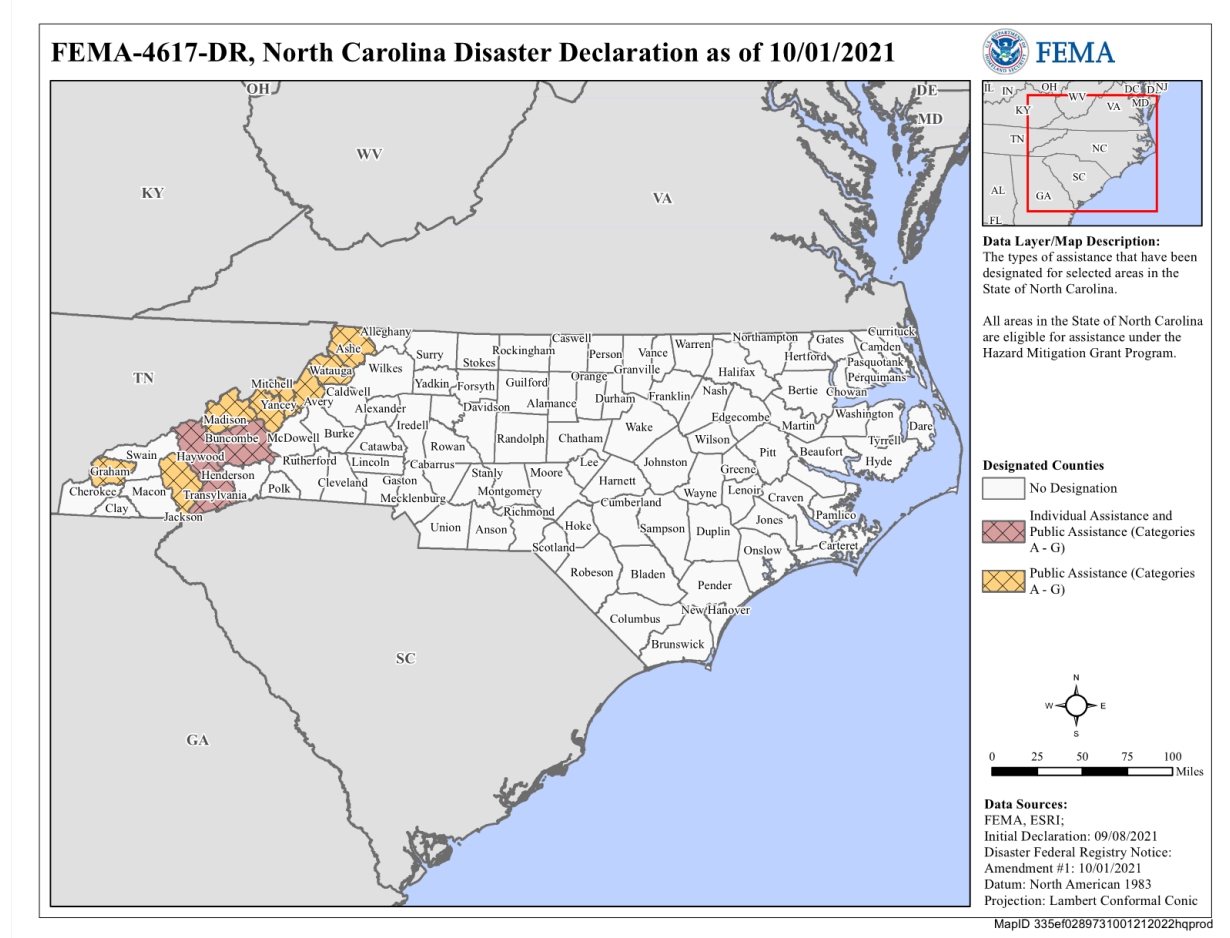 FEMA-4617-DR, North Carolina Disaster Declaration as of 10/01/2021
FEMA
OH
DE
MD
WV
KY
VA
TN
SC
GA
IL
IN
OH
WV
DC
D
NJ
MD
KY
VA
TN
NC
SC
AL
GA
FL
Data Layer/Map Description:
The types of assistance that have been
designated for selected areas in the
State of North Carolina.
All areas in the State of North Carolina
are eligible for assistance under the
Hazard Mitigation Grant Program.
Alleghany
Ashe
Surry
Stokes
Rockingham
Caswell
Person
Vance
Granville
Warren
Northampton
Gates
Currituck
Camden
Hertford
Pasquotank
Perquimans
Watauga
Wilkes
Mitchell
Caldwell
Yadkin
Forsyth
Guilford
Orange
Durham
Franklin
Halifax
Nash
Bertie
Chowan
Yancey
Avery
Alexander
Davidson
Alamance
Edgecombe
Martin
Washington
Madison
Iredell
Wake
Tyrrell
Dare
Buncombe
McDowell
Burke
Catawba
Rowan
Randolph
Chatham
Wilson
Pitt
Beaufort
Hyde
Swain
Haywood
Rutherford
Lincoln
Cabarrus
Lee
Johnston
Greene
Graham
Henderson
Cleveland
Gaston
Stanly
Moore
Harnett
Cherokee
Macon
Transylvania
Polk
Mecklenburg
Montgomery
Wayne
Lenoir
Craven
Clay
Jackson
Richmond
Cumberland
Pamlico
Union
Anson
Hoke
Sampson
Duplin
Jones
Scotland
Onslow
Carteret
Robeson
Bladen
Pender
Columbus
New Hanover
Brunswick
Designated Counties
No Designation
Individual Assistance and
Public Assistance (Categories
A - G)
Public Assistance (Categories
A - G)
N
W
E
S
0 25 50 75 100
Miles
Data Sources:
FEMA, ESRI;
Initial Declaration: 09/08/2021
Disaster Federal Registry Notice:
Amendment #1: 10/01/2021
Datum: North American 1983
Projection: Lambert Conformal Conic
MapID 335ef0289731001212022hqprod